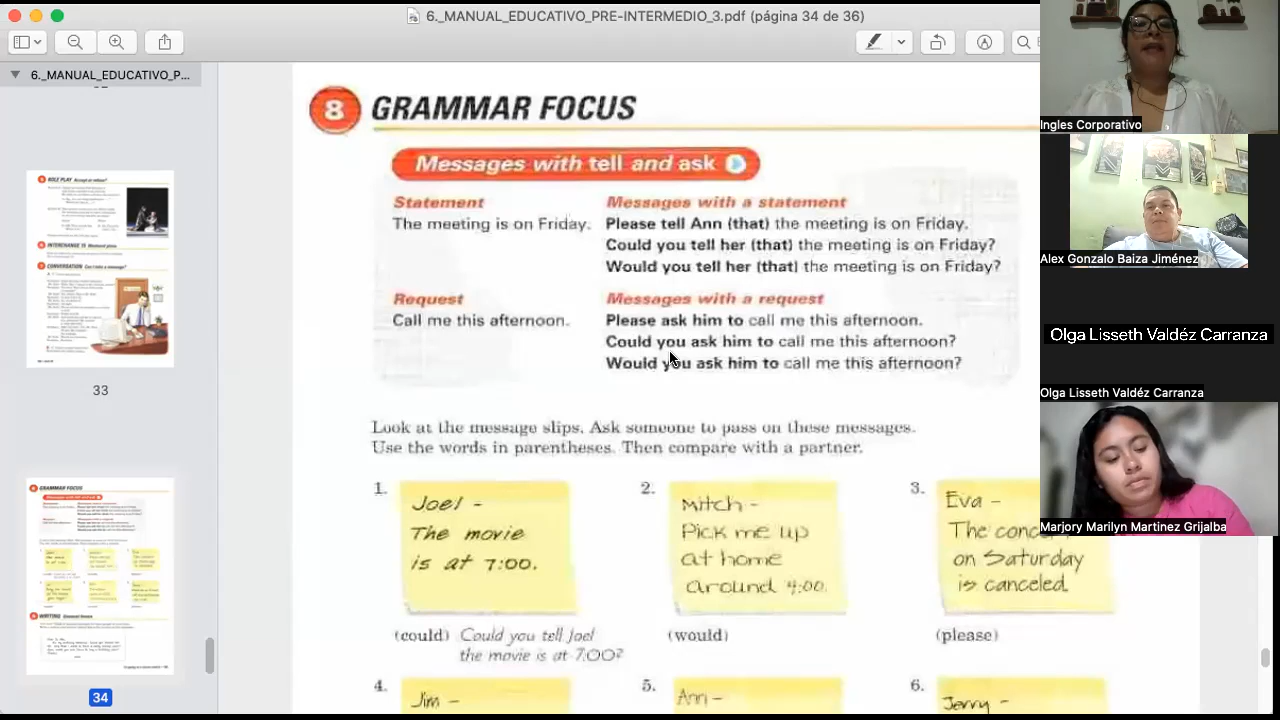 6._MANUAL_EDUCATIVO_PRE-INTERMEDIO_3.pdf (página 34 de 36)
6._MANUAL_EDUCATIVO_P...
33
34
8 GRAMMAR FOCUS
Messages with tell and ask
Statement
The meeting is on Friday.
Messages with a statement
Please tell Ann (that) the meeting is on Friday.
Could you tell her (that) the meeting is on Friday?
Would you tell her (that) the meeting is on Friday?
Request
Call me this afternoon.
Messages with a request
Please ask him to call me this afternoon.
Could you ask him to call me this afternoon?
Would you ask him to call me this afternoon?
Look at the message slips. Ask someone to pass on these messages.
Use the words in parentheses. Then compare with a partner.
1.
Joel -
The movie
is at 7:00.
(could) Could you tell Joel
the movie is at 7:00?
2.
Mitch -
Pick me up
at home
around 4:00.
(would)
3.
Eva -
The concert
on Saturday
is canceled.
(please)
4.
Jim -
5.
Ann -
6.
Jerry -
Ingles Corporativo
Alex Gonzalo Baiza Jiménez
Olga Lisseth Valdéz Carranza
Olga Lisseth Valdéz Carranza
Marjory Marilyn Martinez Grijalba